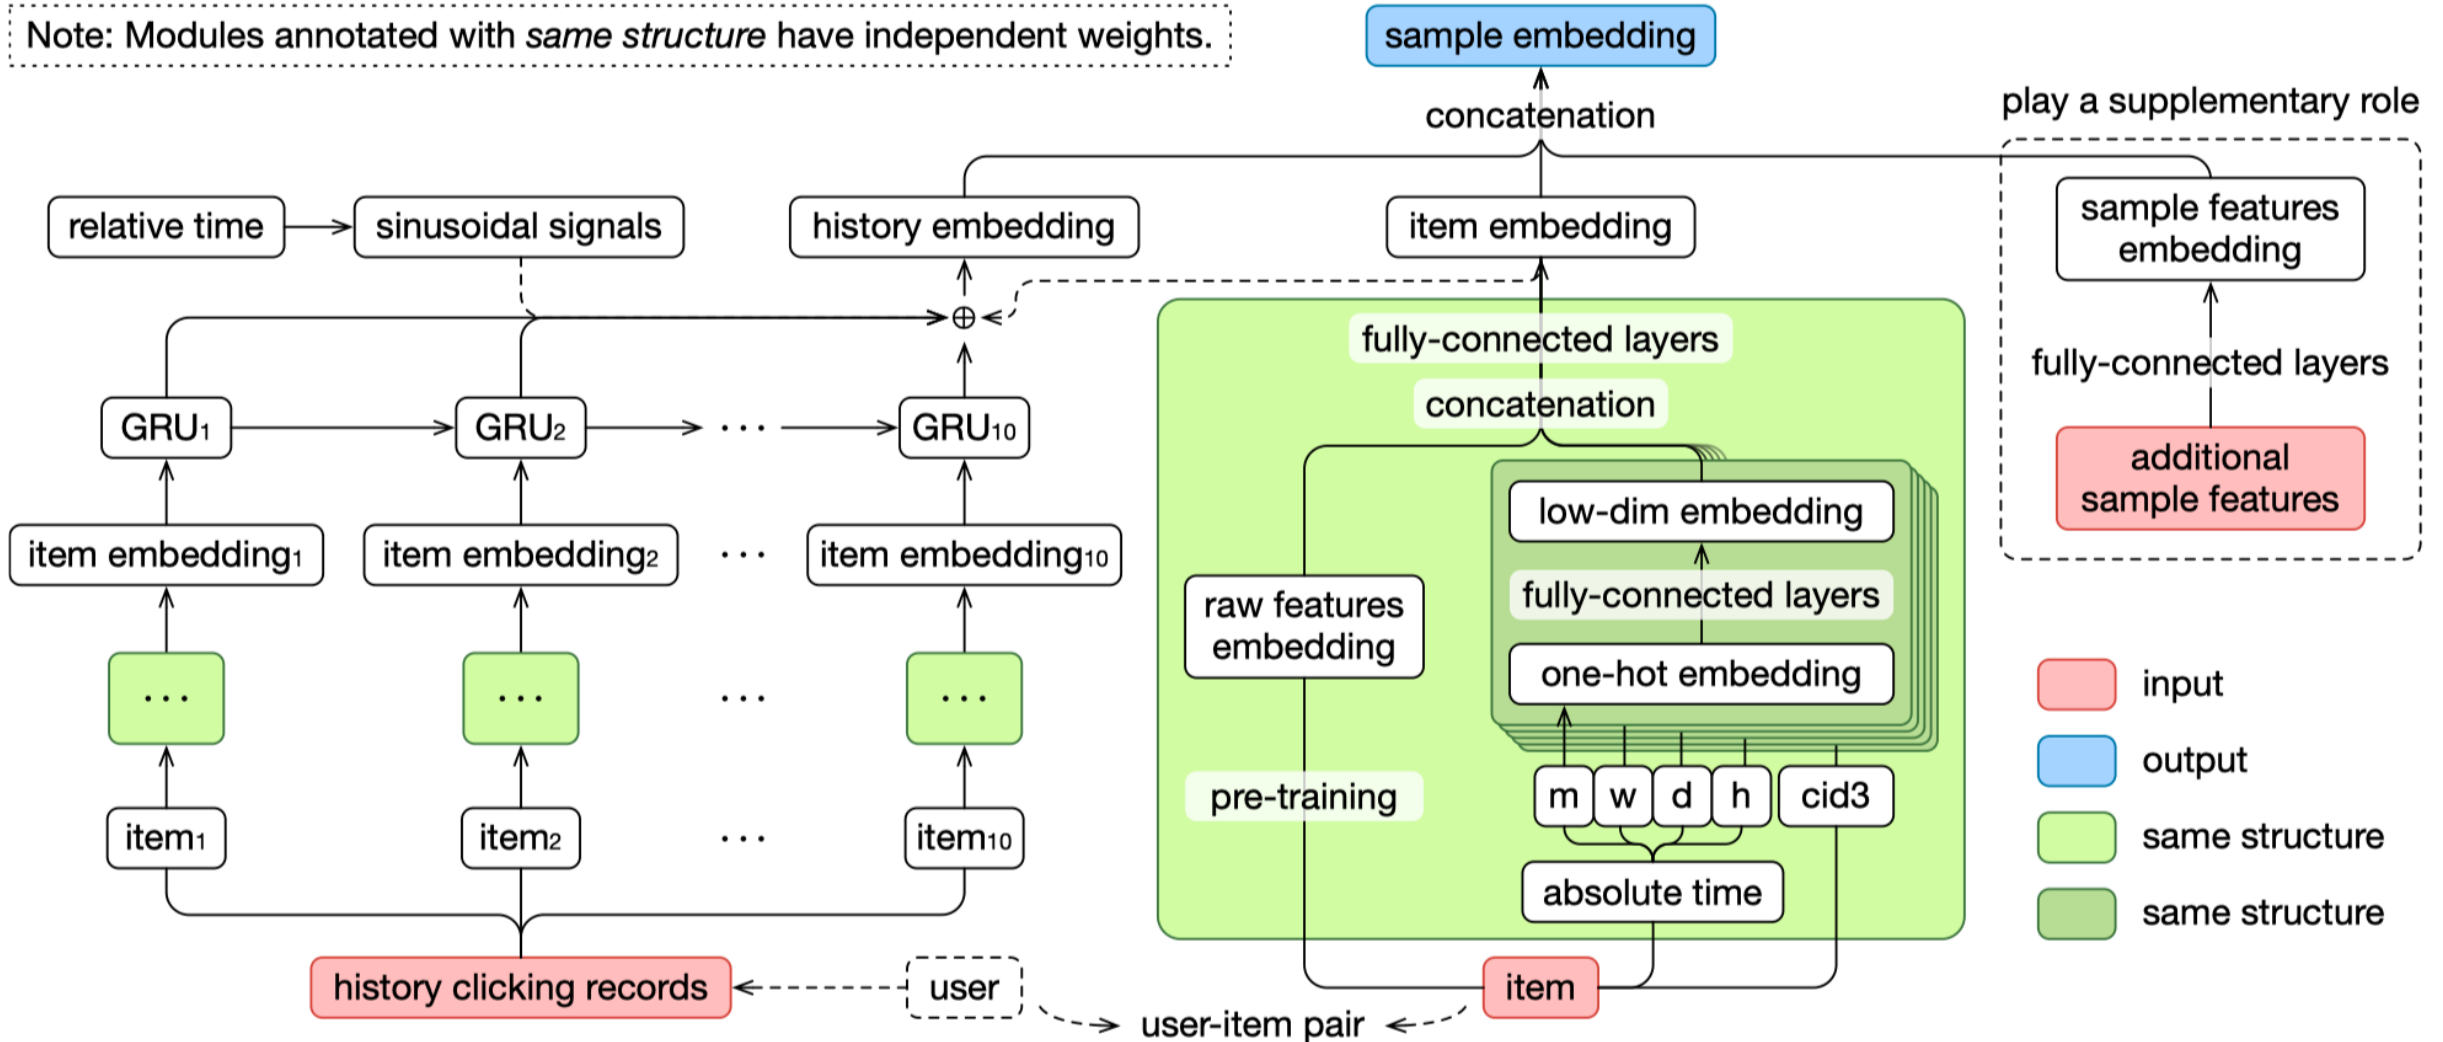 Note: Modules annotated with same structure have independent weights.
sample embedding
concatenation
play a supplementary role
relative time
sinusoidal signals
history embedding
item embedding
sample features
embedding
fully-connected layers
additional
sample features
fully-connected layers
concatenation
GRU1
GRU2
...
GRU10
low-dim embedding
item embedding1
item embedding2
...
item embedding10
fully-connected layers
raw features
embedding
one-hot embedding
...
...
...
...
pre-training
m
w
d
h
cid3
item1
item2
...
item10
absolute time
history clicking records
user
item
user-item pair
input
output
same structure
same structure